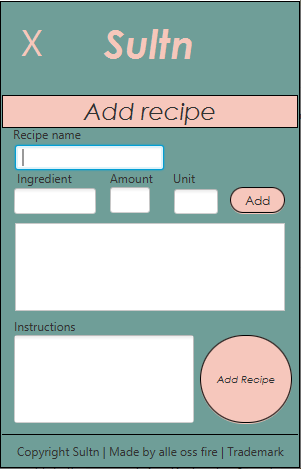 X Sultn
Add recipe
Recipe name
Ingredient Amount Unit
Add
Instructions
Add Recipe
Copyright Sultn | Made by alle oss fire | Trademark